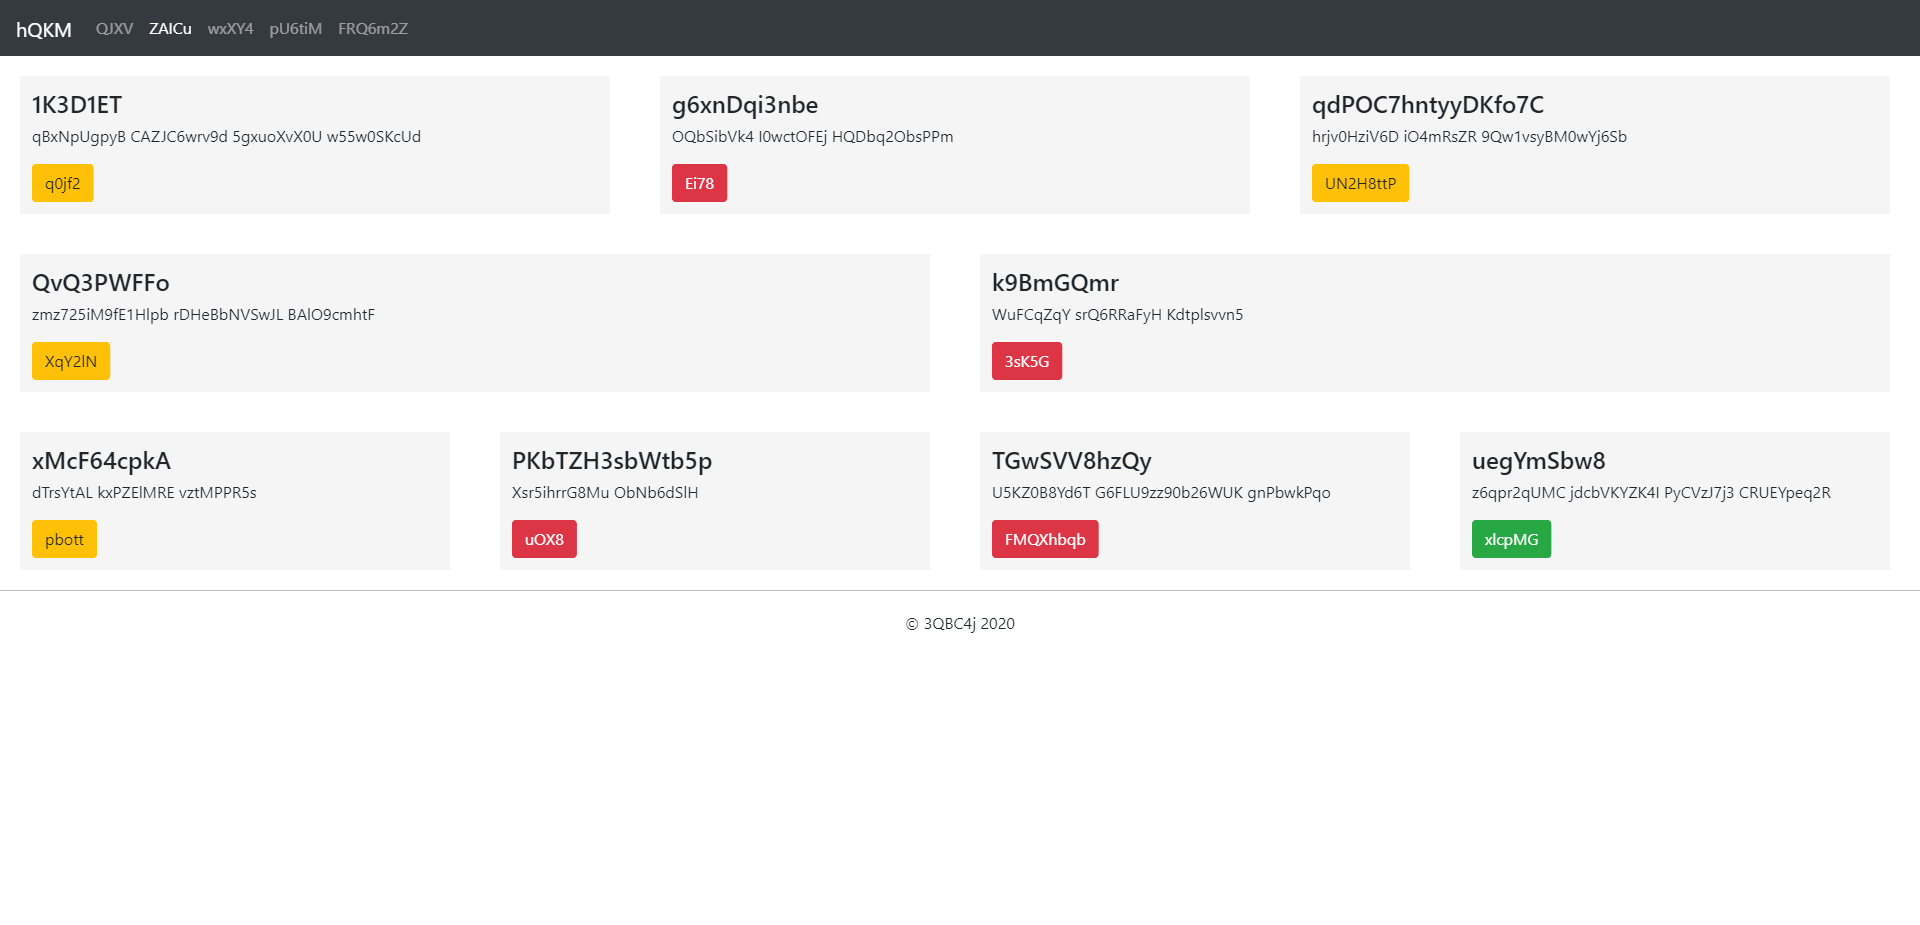 hQKM QJXV ZAICu wxXY4 pU6tiM FRQ6m2Z
1K3D1ET
qBxNpUgpyB CAZJC6wrv9d 5gxuoXvX0U w55w0SKcUd
q0jf2
g6xnDqi3nbe
OQbSibVk4 I0wctOFEj HQDbq2ObsPPm
Ei78
qdPOC7hntyyDKfo7C
hrjv0HziV6D iO4mRsZR 9Qw1vsyBM0wYj6Sb
UN2H8ttP
QvQ3PWFFo
zmz725iM9fE1Hlpb rDHeBbNVSwJL BAlO9cmhtF
XqY2lN
k9BmGQmr
WuFCqZqY srQ6RRaFyH Kdtplsvvn5
3sK5G
xMcF64cpkA
dTrsYtAL kxPZElMRE vztMPPR5s
pbott
PKbTZH3sbWtb5p
Xsr5ihrrG8Mu ObNb6dSlH
uOX8
TGwSVV8hzQy
U5KZ0B8Yd6T G6FLU9zz90b26WUK gnPbwkPqo
FMQXhbqb
uegYmSbw8
z6qpr2qUMC jdcbVKYZK4I PyCVzJ7j3 CRUEYpeq2R
xlcpMG
© 3QBC4j 2020